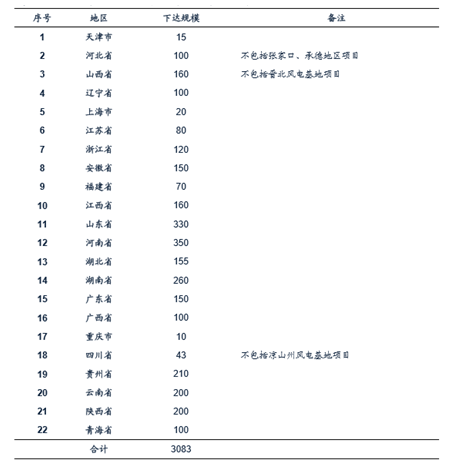 序号 地区 下达规模 备注
1 天津市 15
2 河北省 100 不包括张家口、承德地区项目
3 山西省 160 不包括晋北风电基地项目
4 辽宁省 100
5 上海市 20
6 江苏省 80
7 浙江省 120
8 安徽省 150
9 福建省 70
10 江西省 160
11 山东省 330
12 河南省 350
13 湖北省 155
14 湖南省 260
15 广东省 150
16 广西省 100
17 重庆市 10
18 四川省 43 不包括凉山州风电基地项目
19 贵州省 210
20 云南省 200
21 陕西省 200
22 青海省 100
合计 3083